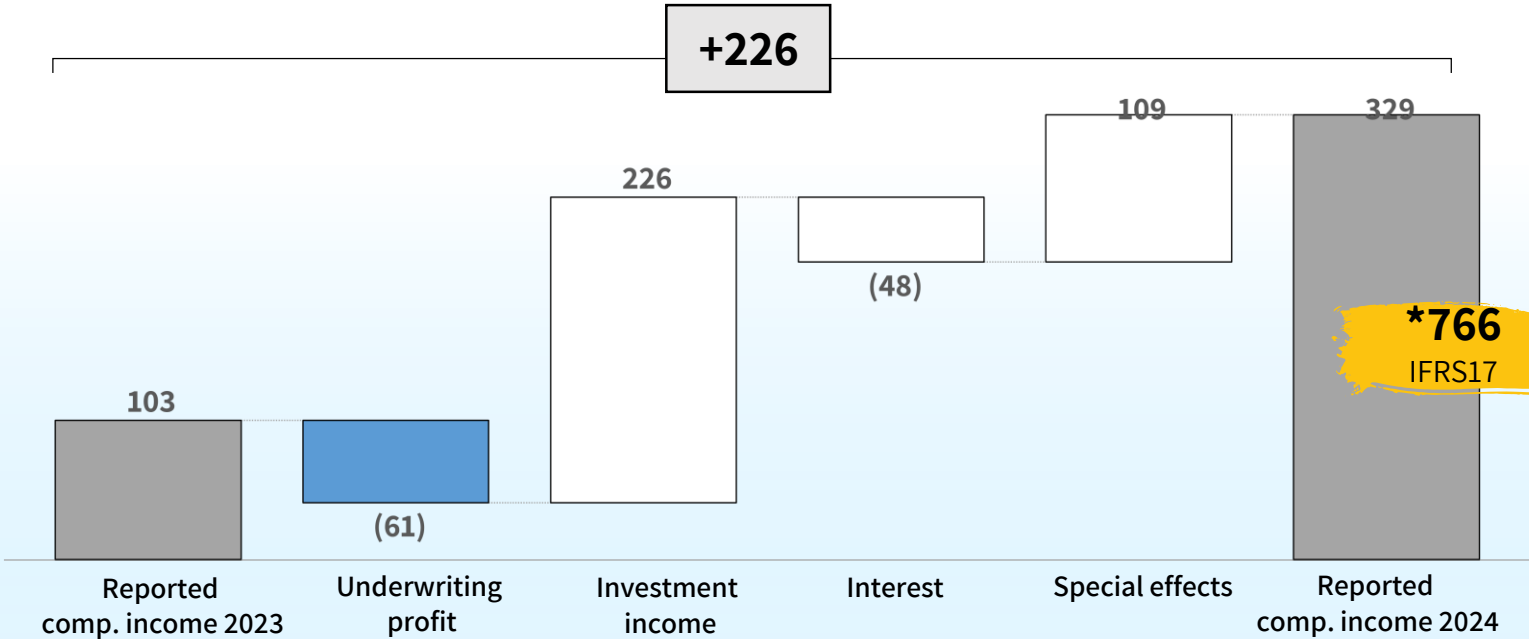 +226
109
329
226
(48)
*766
IFRS17
103
(61)
Reported
comp. income 2023
Underwriting
profit
Investment
income
Interest
Special effects
Reported
comp. income 2024